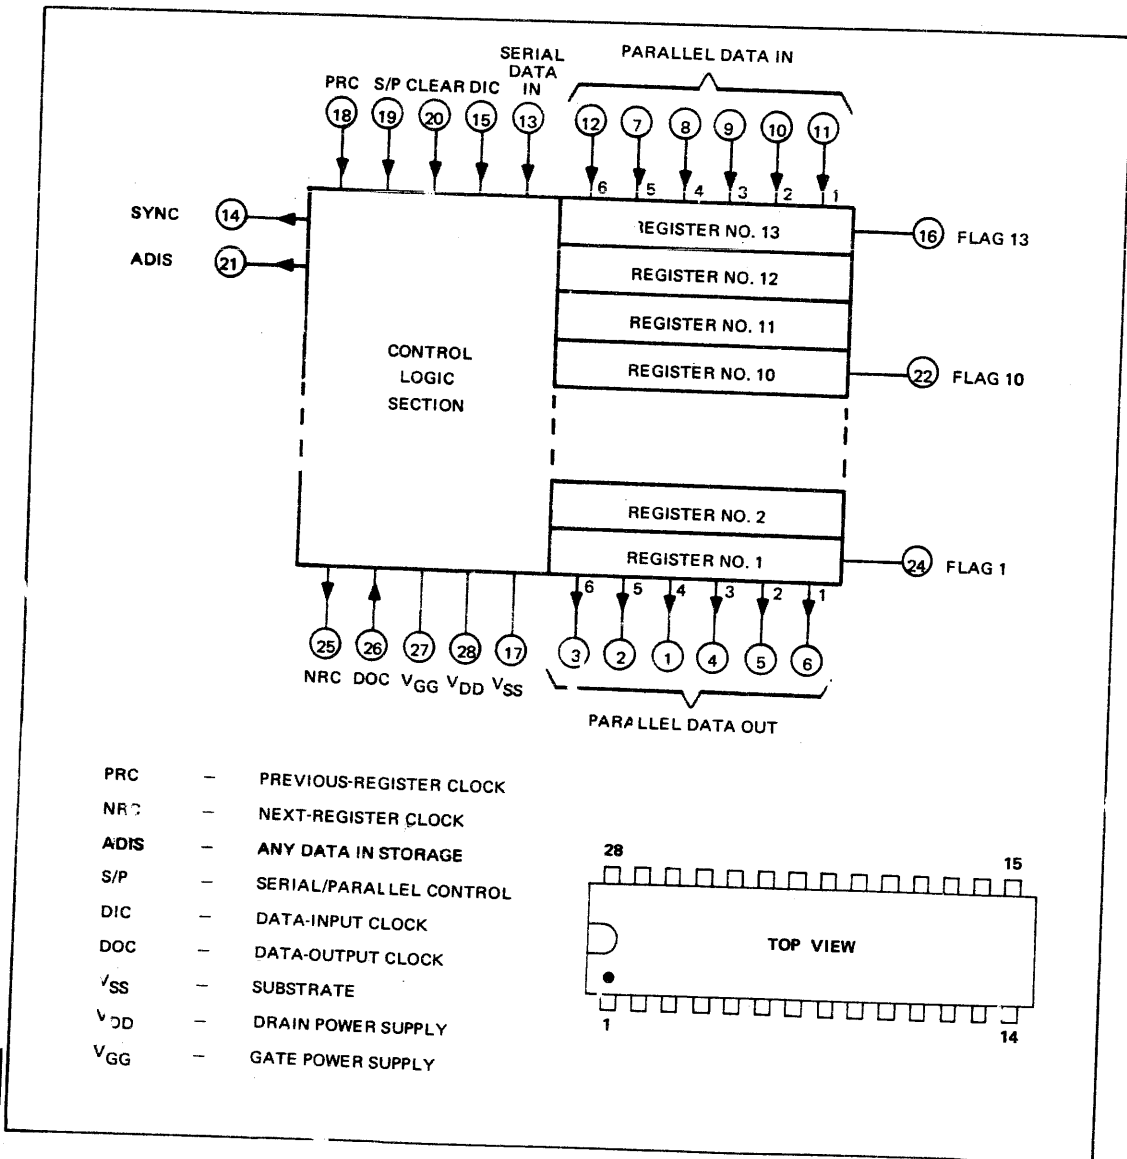 SERIAL DATA IN
PARALLEL DATA IN
PRC S/P CLEAR DIC
18 19 20 15 13 12 7 8 9 10 11
6 5 4 3 2 1
SYNC 14
REGISTER NO. 13
16 FLAG 13
ADIS 21
REGISTER NO. 12
REGISTER NO. 11
CONTROL LOGIC SECTION
REGISTER NO. 10
22 FLAG 10
REGISTER NO. 2
REGISTER NO. 1
24 FLAG 1
6 5 4 3 2 1
25 26 27 28 17 3 2 1 4 5 6
NRC DOC VGG VDD VSS
PARALLEL DATA OUT
PRC – PREVIOUS-REGISTER CLOCK
NRC – NEXT-REGISTER CLOCK
ADIS – ANY DATA IN STORAGE
S/P – SERIAL/PARALLEL CONTROL
DIC – DATA-INPUT CLOCK
DOC – DATA-OUTPUT CLOCK
VSS – SUBSTRATE
VDD – DRAIN POWER SUPPLY
VGG – GATE POWER SUPPLY
28 15
TOP VIEW
1 14